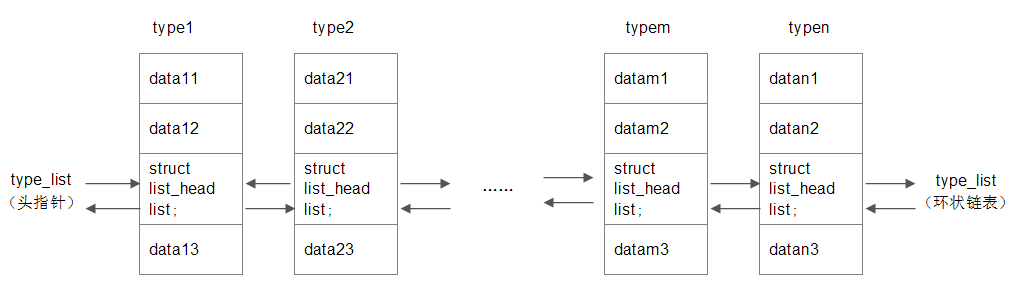 type1
type2
typem
typen
data11
data21
datam1
datan1
data12
data22
datam2
datan2
type_list
（头指针）
struct
list_head
list;
struct
list_head
list;
......
struct
list_head
list;
struct
list_head
list;
type_list
（环状链表）
data13
data23
datam3
datan3